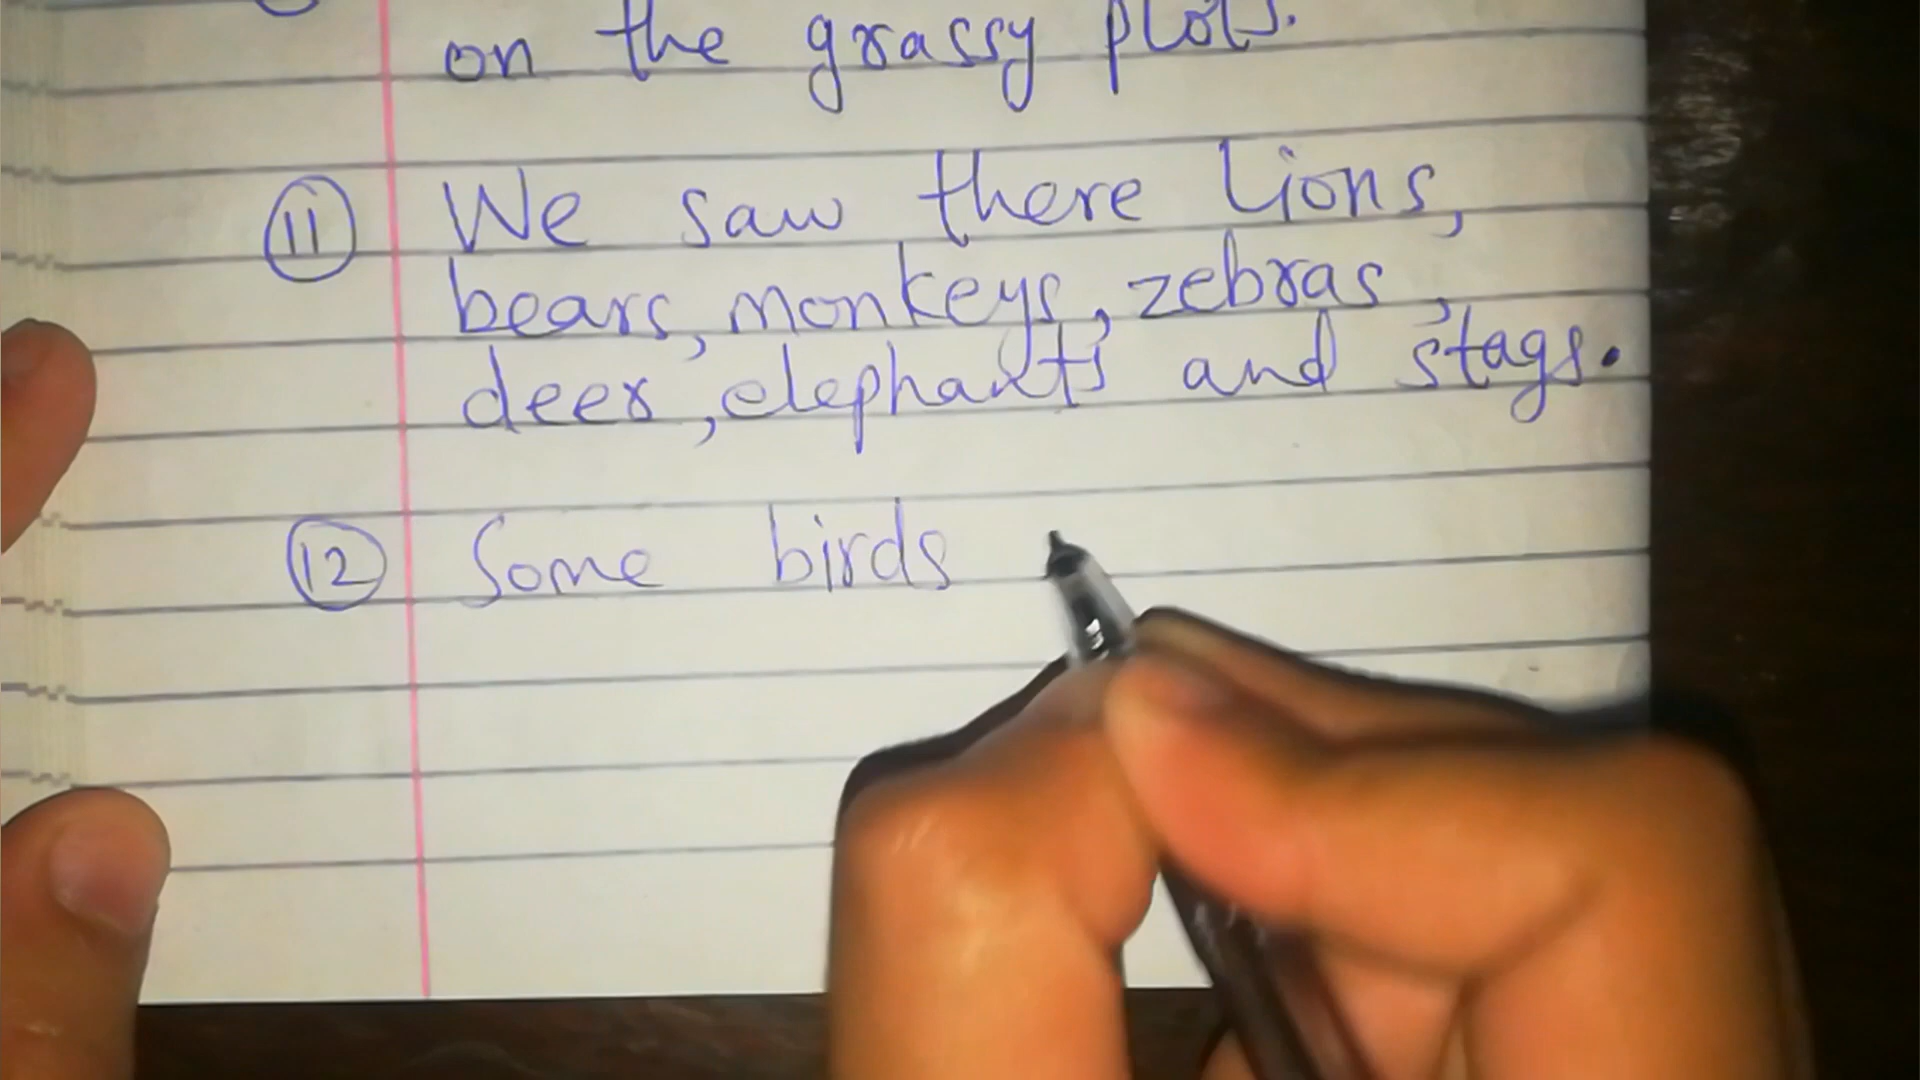 on the grassy plots.
11 We saw there lions,
bears, monkeys, zebras,
deer, elephants and stags.
12 Some birds